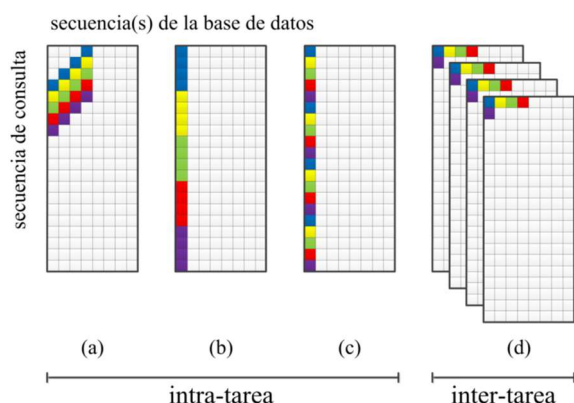 secuencia(s) de la base de datos
secuencia de consulta
(a) (b) (c) (d)
intra-tarea inter-tarea